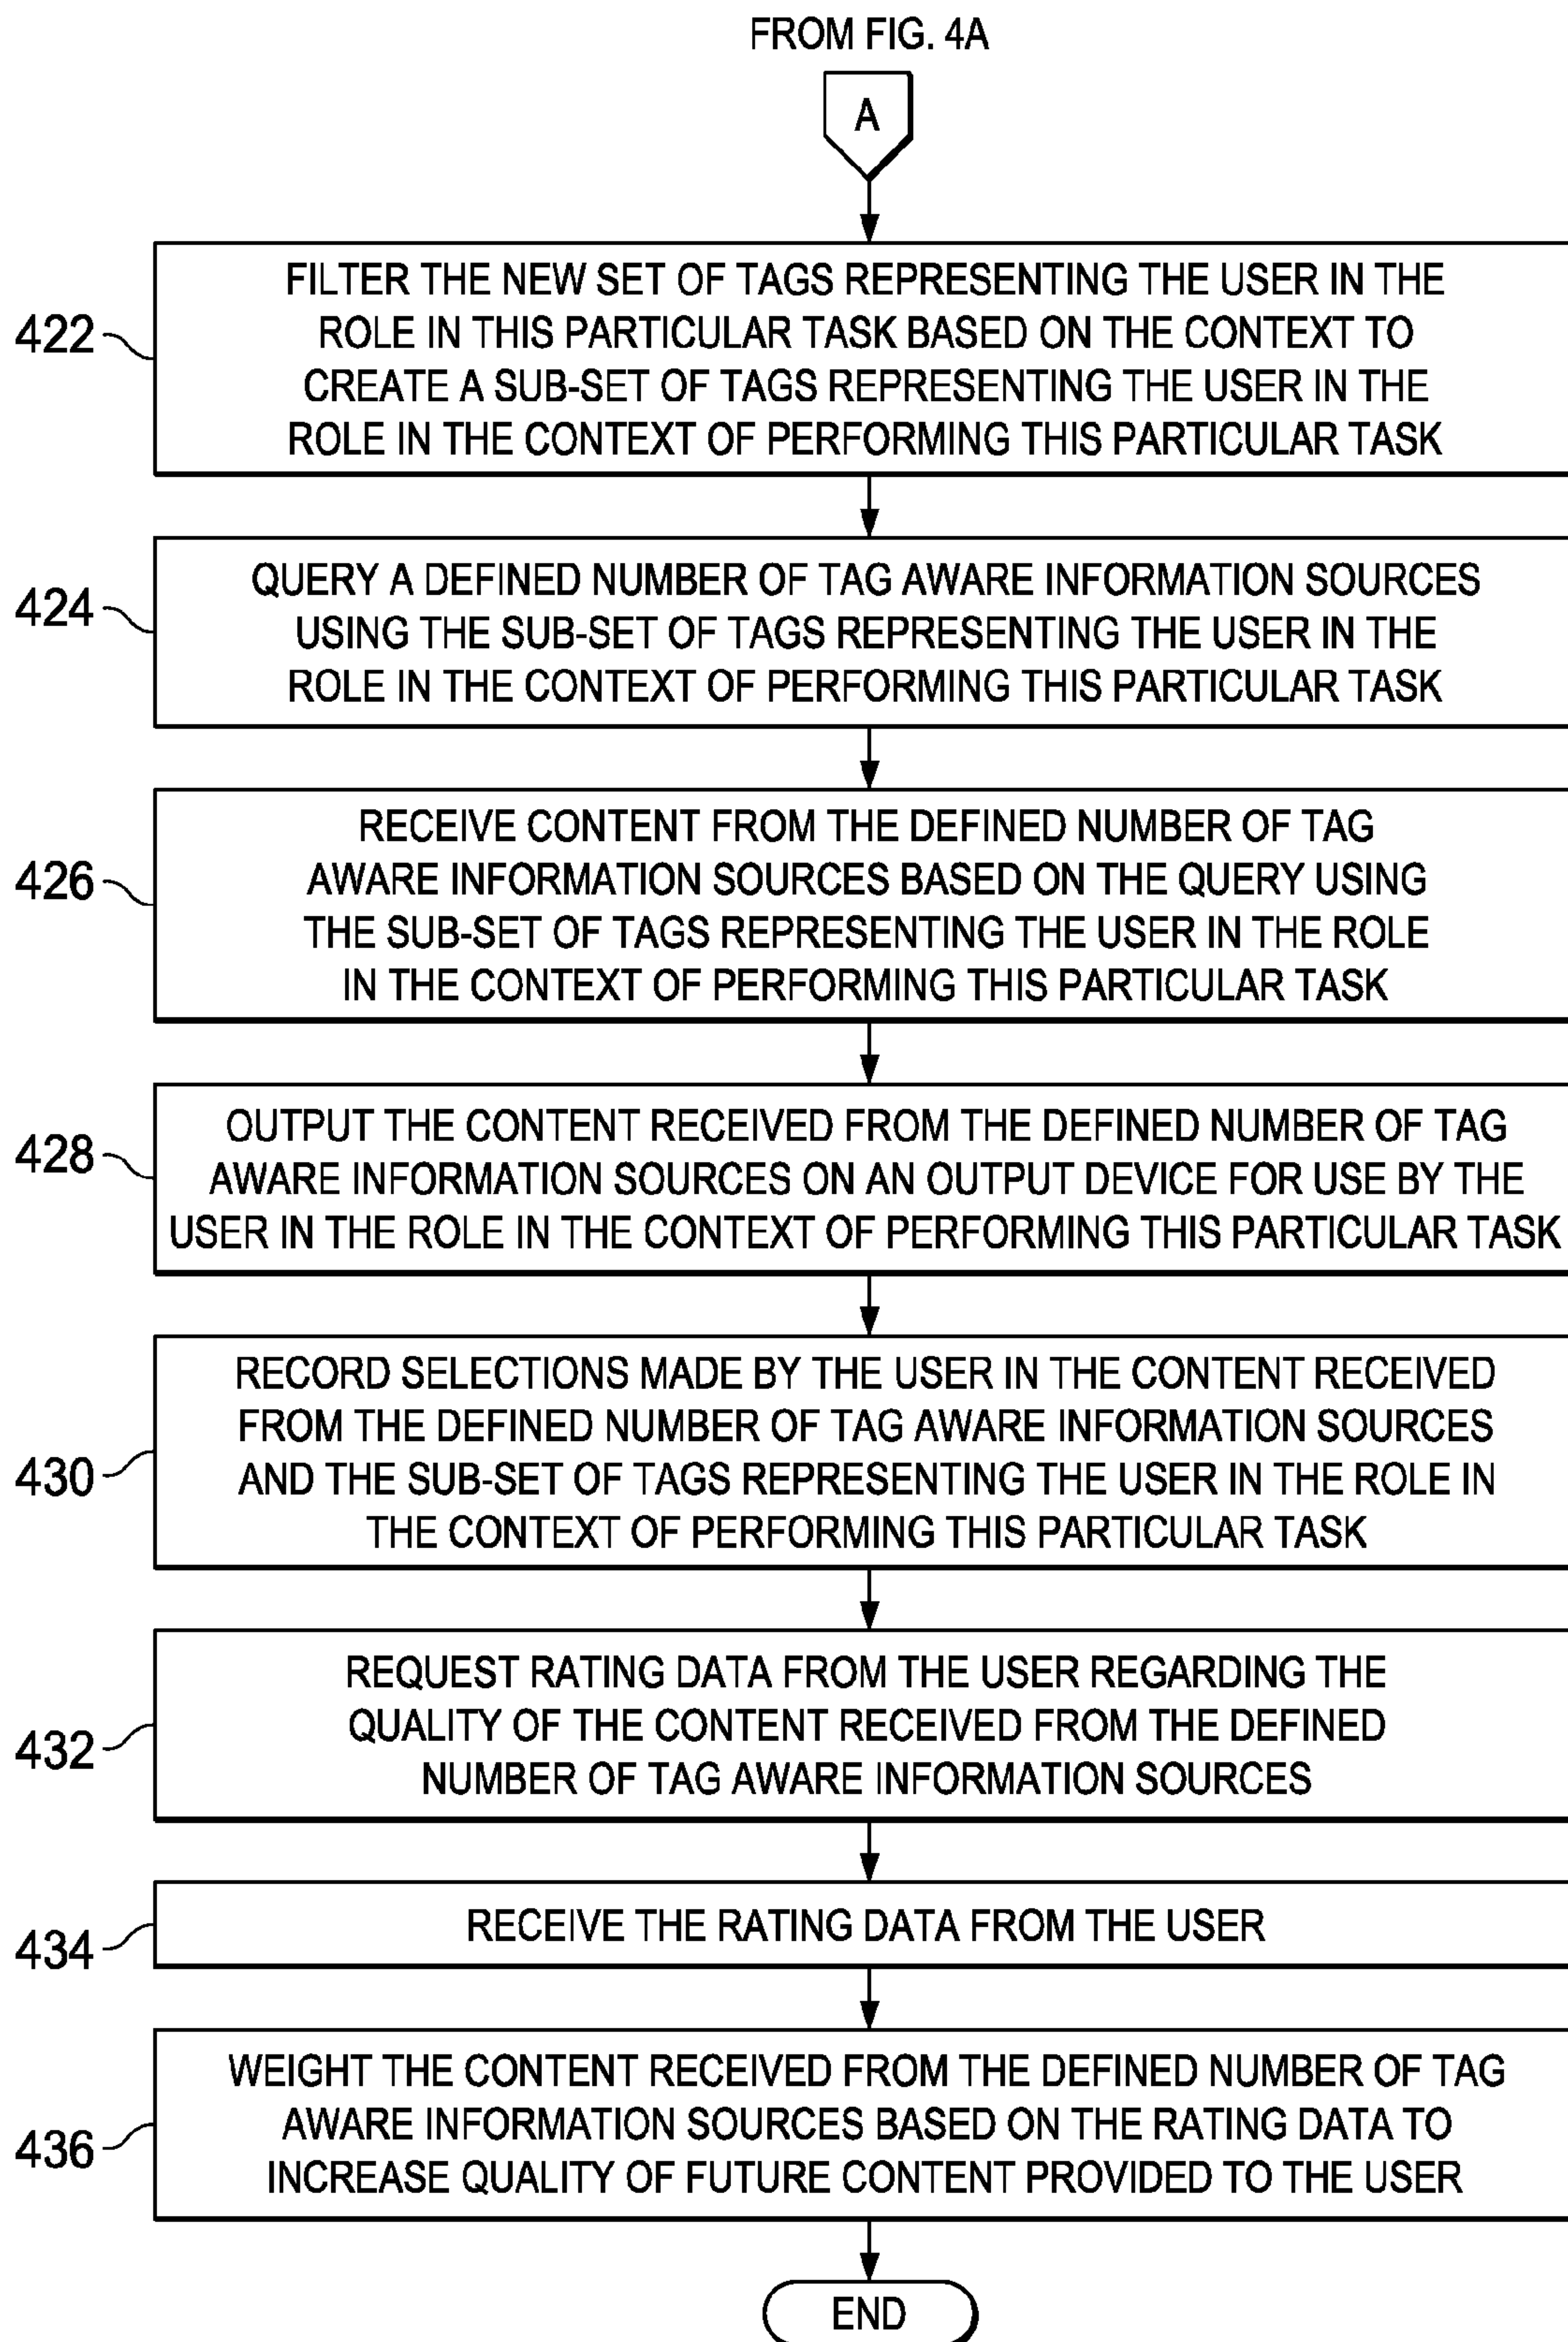 FROM FIG. 4A
A
422
FILTER THE NEW SET OF TAGS REPRESENTING THE USER IN THE
ROLE IN THIS PARTICULAR TASK BASED ON THE CONTEXT TO
CREATE A SUB-SET OF TAGS REPRESENTING THE USER IN THE
ROLE IN THE CONTEXT OF PERFORMING THIS PARTICULAR TASK
424
QUERY A DEFINED NUMBER OF TAG AWARE INFORMATION SOURCES
USING THE SUB-SET OF TAGS REPRESENTING THE USER IN THE
ROLE IN THE CONTEXT OF PERFORMING THIS PARTICULAR TASK
426
RECEIVE CONTENT FROM THE DEFINED NUMBER OF TAG
AWARE INFORMATION SOURCES BASED ON THE QUERY USING
THE SUB-SET OF TAGS REPRESENTING THE USER IN THE ROLE
IN THE CONTEXT OF PERFORMING THIS PARTICULAR TASK
428
OUTPUT THE CONTENT RECEIVED FROM THE DEFINED NUMBER OF TAG
AWARE INFORMATION SOURCES ON AN OUTPUT DEVICE FOR USE BY THE
USER IN THE ROLE IN THE CONTEXT OF PERFORMING THIS PARTICULAR TASK
430
RECORD SELECTIONS MADE BY THE USER IN THE CONTENT RECEIVED
FROM THE DEFINED NUMBER OF TAG AWARE INFORMATION SOURCES
AND THE SUB-SET OF TAGS REPRESENTING THE USER IN THE ROLE IN
THE CONTEXT OF PERFORMING THIS PARTICULAR TASK
432
REQUEST RATING DATA FROM THE USER REGARDING THE
QUALITY OF THE CONTENT RECEIVED FROM THE DEFINED
NUMBER OF TAG AWARE INFORMATION SOURCES
434
RECEIVE THE RATING DATA FROM THE USER
436
WEIGHT THE CONTENT RECEIVED FROM THE DEFINED NUMBER OF TAG
AWARE INFORMATION SOURCES BASED ON THE RATING DATA TO
INCREASE QUALITY OF FUTURE CONTENT PROVIDED TO THE USER
END